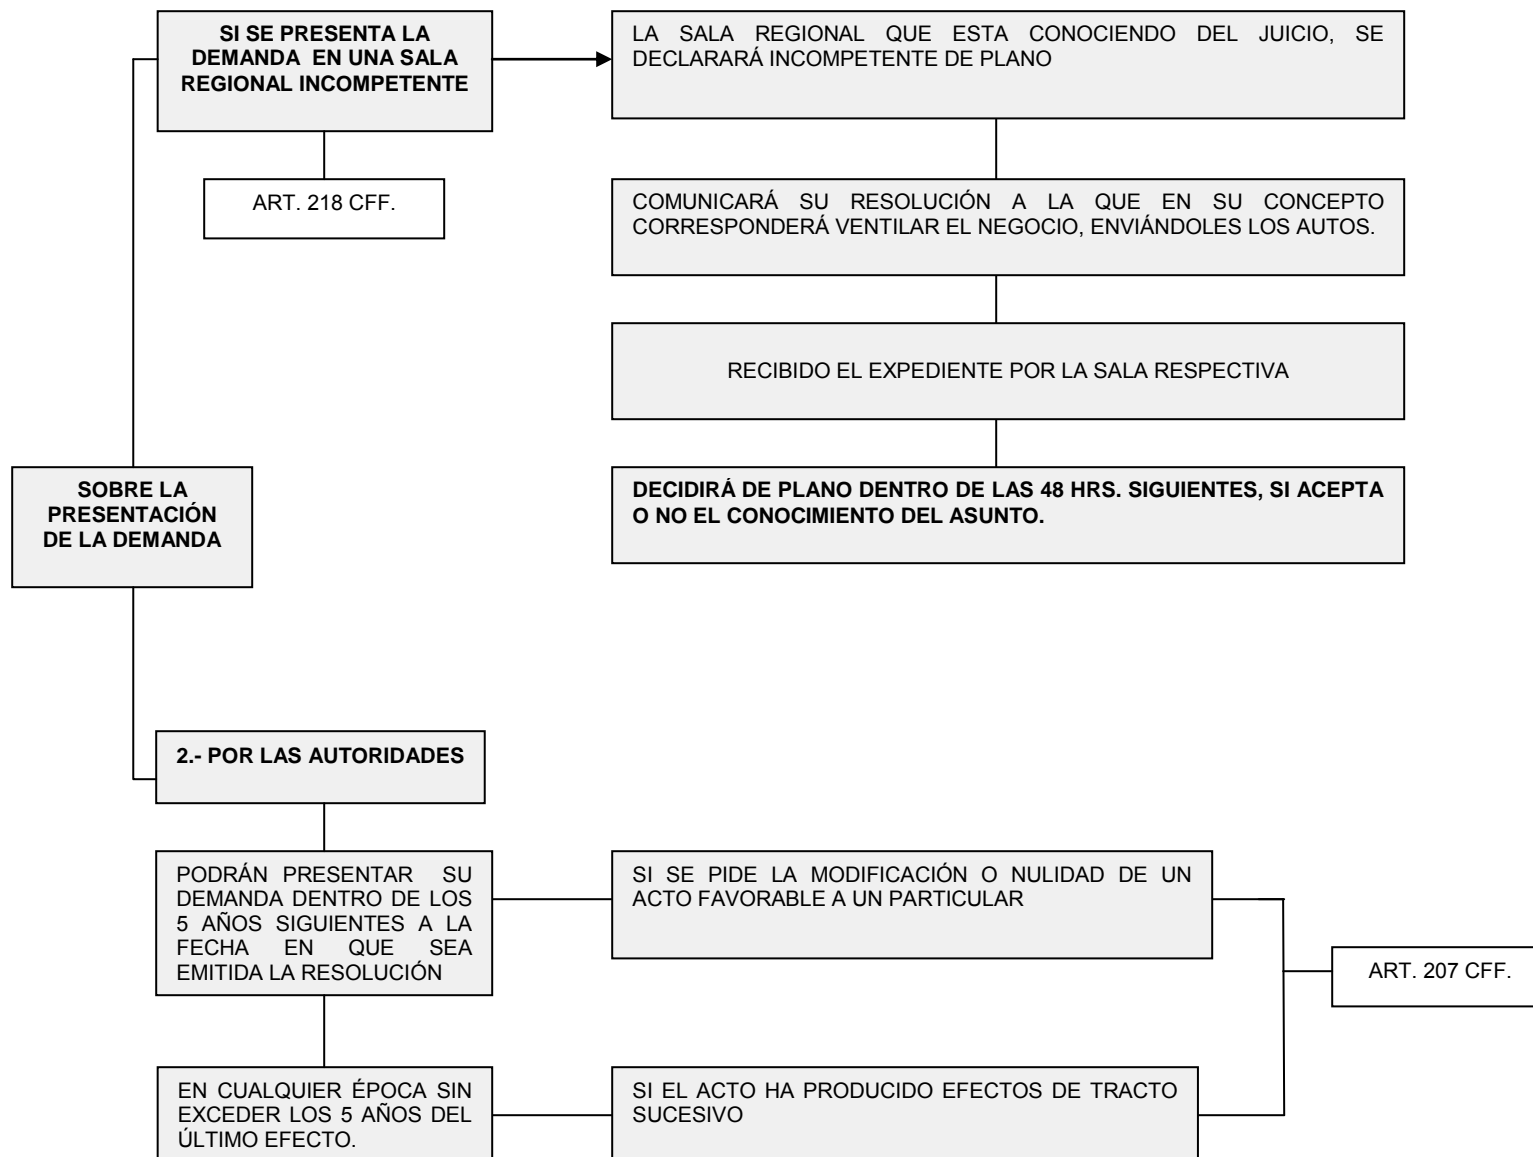 SI SE PRESENTA LA
DEMANDA EN UNA SALA
REGIONAL INCOMPETENTE
LA SALA REGIONAL QUE ESTA CONOCIENDO DEL JUICIO, SE
DECLARARÁ INCOMPETENTE DE PLANO
ART. 218 CFF.
COMUNICARÁ SU RESOLUCIÓN A LA QUE EN SU CONCEPTO
CORRESPONDERÁ VENTILAR EL NEGOCIO, ENVIÁNDOLES LOS AUTOS.
RECIBIDO EL EXPEDIENTE POR LA SALA RESPECTIVA
SOBRE LA
PRESENTACIÓN
DE LA DEMANDA
DECIDIRÁ DE PLANO DENTRO DE LAS 48 HRS. SIGUIENTES, SI ACEPTA
O NO EL CONOCIMIENTO DEL ASUNTO.
2.- POR LAS AUTORIDADES
PODRÁN PRESENTAR SU
DEMANDA DENTRO DE LOS
5 AÑOS SIGUIENTES A LA
FECHA EN QUE SEA
EMITIDA LA RESOLUCIÓN
SI SE PIDE LA MODIFICACIÓN O NULIDAD DE UN
ACTO FAVORABLE A UN PARTICULAR
ART. 207 CFF.
EN CUALQUIER ÉPOCA SIN
EXCEDER LOS 5 AÑOS DEL
ÚLTIMO EFECTO.
SI EL ACTO HA PRODUCIDO EFECTOS DE TRACTO
SUCESIVO